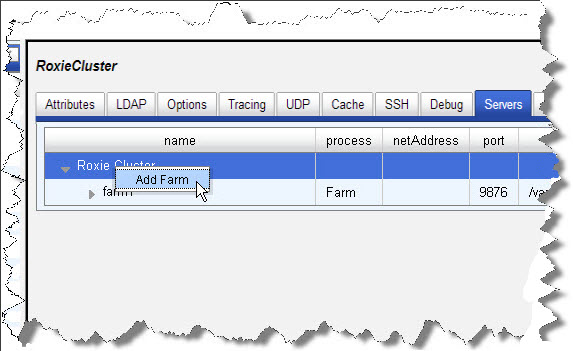 RoxieCluster
Attributes LDAP Options Tracing UDP Cache SSH Debug Servers
name process netAddress port
Roxie Cluster
Add Farm
farm1 Farm 9876 /va